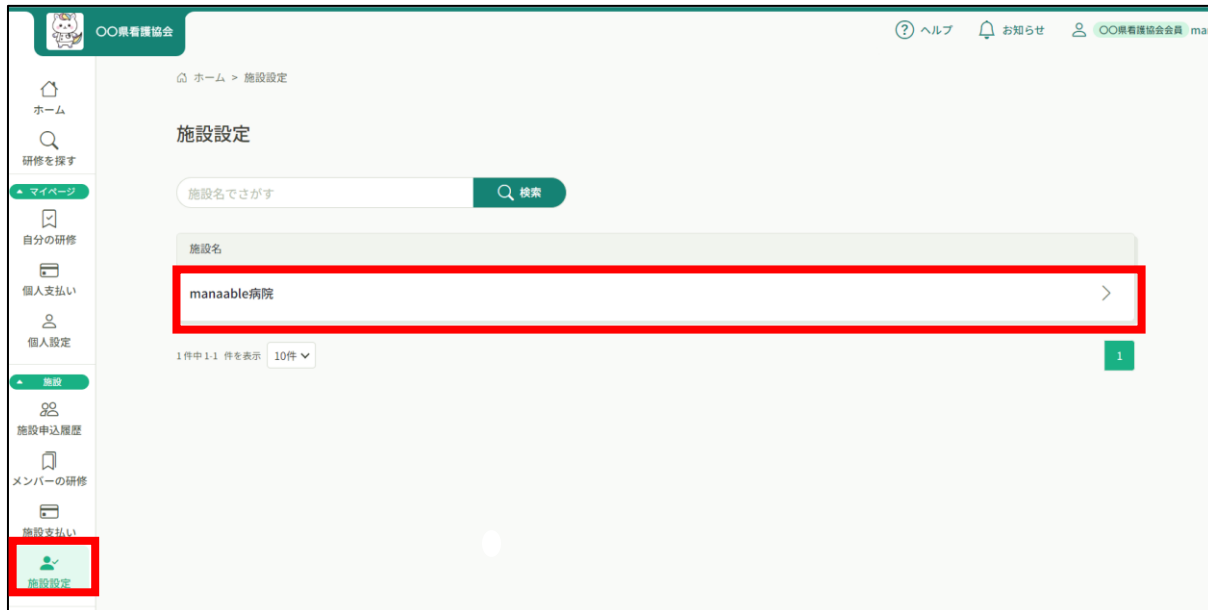 〇〇県看護協会
ヘルプ
お知らせ
〇〇県看護協会会員 mana
ホーム
研修を探す
マイページ
自分の研修
個人支払い
個人設定
施設
施設申込履歴
メンバーの研修
施設支払い
施設設定
ホーム > 施設設定
施設設定
施設名でさがす
検索
施設名
manaable病院
1件中1-1 件を表示
10件
1